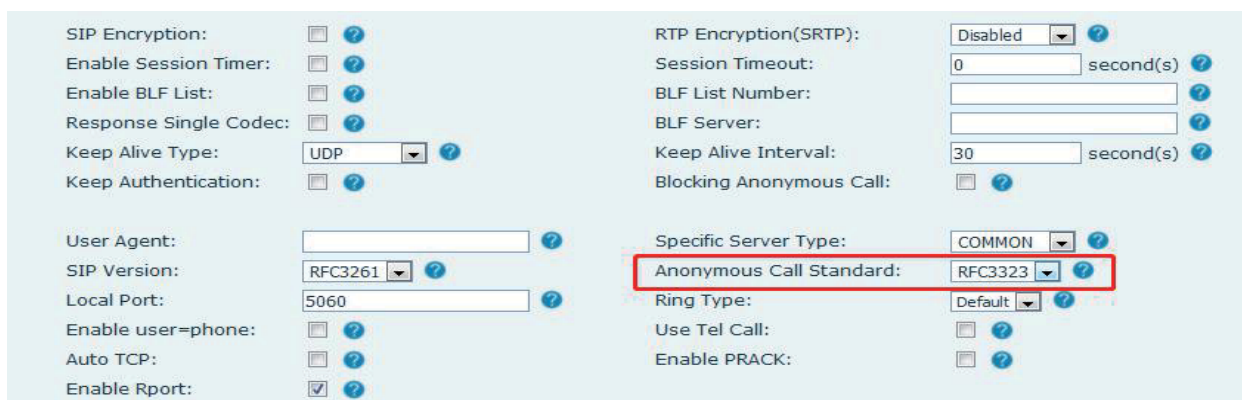 SIP Encryption: RTP Encryption(SRTP): Disabled
Enable Session Timer: Session Timeout: 0 second(s)
Enable BLF List: BLF List Number:
Response Single Codec: BLF Server:
Keep Alive Type: UDP Keep Alive Interval: 30 second(s)
Keep Authentication: Blocking Anonymous Call:
User Agent: Specific Server Type: COMMON
SIP Version: RFC3261 Anonymous Call Standard: RFC3323
Local Port: 5060 Ring Type: Default
Enable user=phone: Use Tel Call:
Auto TCP: Enable PRACK:
Enable Rport: